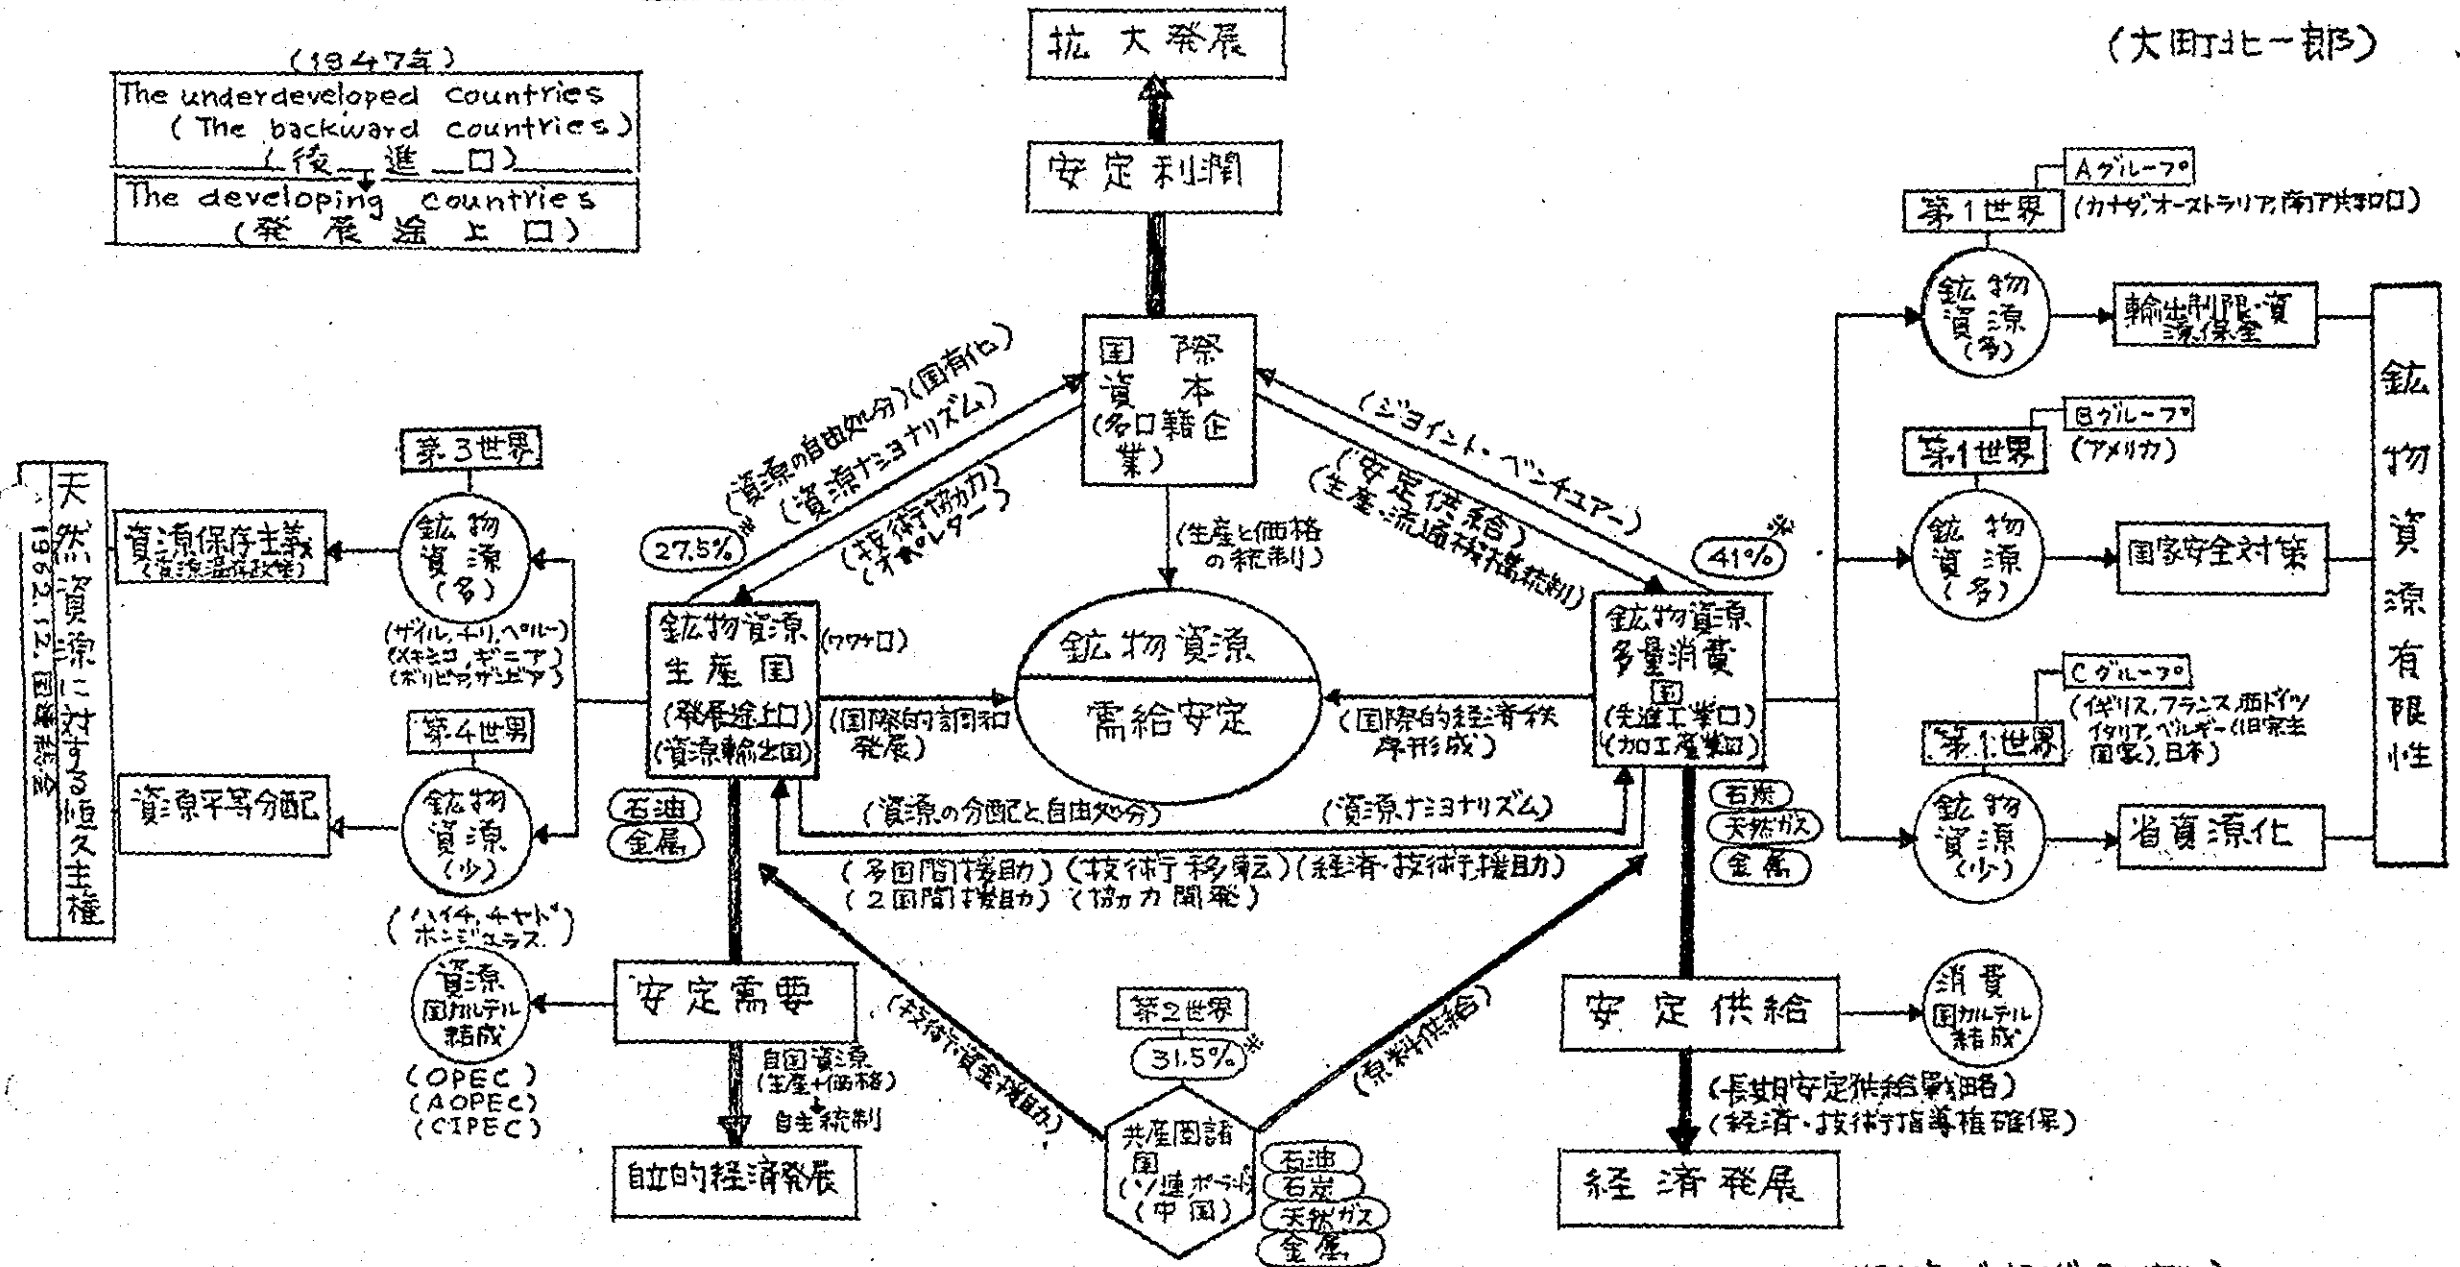 (大町北一郎)
(1947年)
The underdeveloped countries
(The backward countries)
(後進口)
The developing countries
(発展途上口)
拡大発展
安定利潤
国際
資本
(多口籍企
業)
(資源の自由処分)(国有化)
(資源ナショナリズム)
(技術協力)
(オペレーター)
(ジョイント・ベンチュアー)
(安定供給)
(生産、流通機構統制)
(生産と価格
の統制)
鉱物資源
需給安定
27.5%※
鉱物資源
生産国
(発展途上口)
(資源輸出国)
(ワワケ口)
(国際的調和
発展)
石油
金属
41%※
鉱物資源
多量消費
国
(先進工業口)
(加工産業国)
(国際的経済秩
序形成)
石炭
天然ガス
金属
(資源の分配と自由処分)
(資源ナショナリズム)
(多国間援助)(技術移転)(経済・技術援助)
(2国間援助)(協力開発)
第3世界
鉱物
資源
(多)
(ザイル,チリ,ペルー)
(メキシコ,ギニア)
(ボリビア,ザンビア)
資源保存主義
(資源温存政策)
第4世界
鉱物
資源
(少)
(ハイチ,チャド
ホンジュラス)
資源平等分配
天然資源に対する恒久主権
1962.12.国連総会
資源
国カルテル
結成
(OPEC)
(AOPEC)
(CIPEC)
安定需要
自国資源
(生産+価格)
自主統制
自立的経済発展
(技術・資金援助)
(原料供給)
第2世界
31.5%※
共産圏諸
国
(ソ連,ポーランド)
(中国)
石油
石炭
天然ガス
金属
安定供給
消費
国カルテル
結成
(長期安定供給戦略)
(経済・技術指導権確保)
経済発展
Aグループ
第1世界
(カナダ,オーストラリア,南ア共和口)
鉱物
資源
(多)
輸出制限・資
源保全
Bグループ
第1世界
(アメリカ)
鉱物
資源
(多)
国家安全対策
Cグループ
第1世界
(イギリス,フランス,西ドイツ
イタリア,ベルギー(旧宗主
国家),日本)
鉱物
資源
(少)
省資源化
鉱物資源有限性